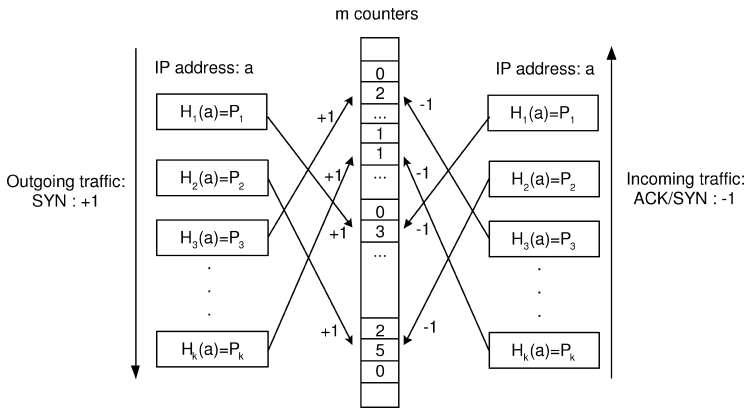 m counters
IP address: a
H1(a)=P1
H2(a)=P2
H3(a)=P3
.
.
.
Hk(a)=Pk
Outgoing traffic:
SYN : +1
+1
+1
+1
+1
0
2
...
1
1
...
0
3
...
2
5
0
-1
-1
-1
-1
IP address: a
H1(a)=P1
H2(a)=P2
H3(a)=P3
.
.
.
Hk(a)=Pk
Incoming traffic:
ACK/SYN : -1